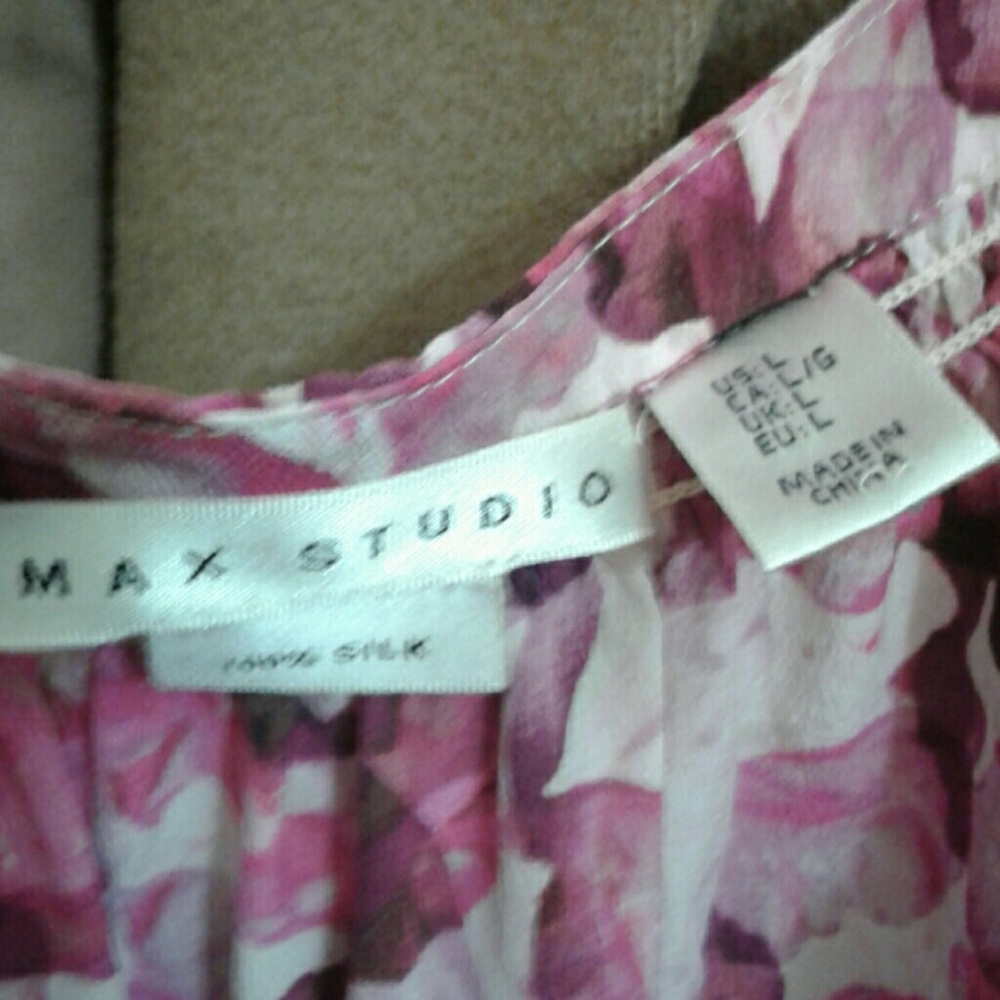 MAX STUDIO
100% SILK
US:L
CA:L/G
UK:L
EU:L
MADE IN
CHINA